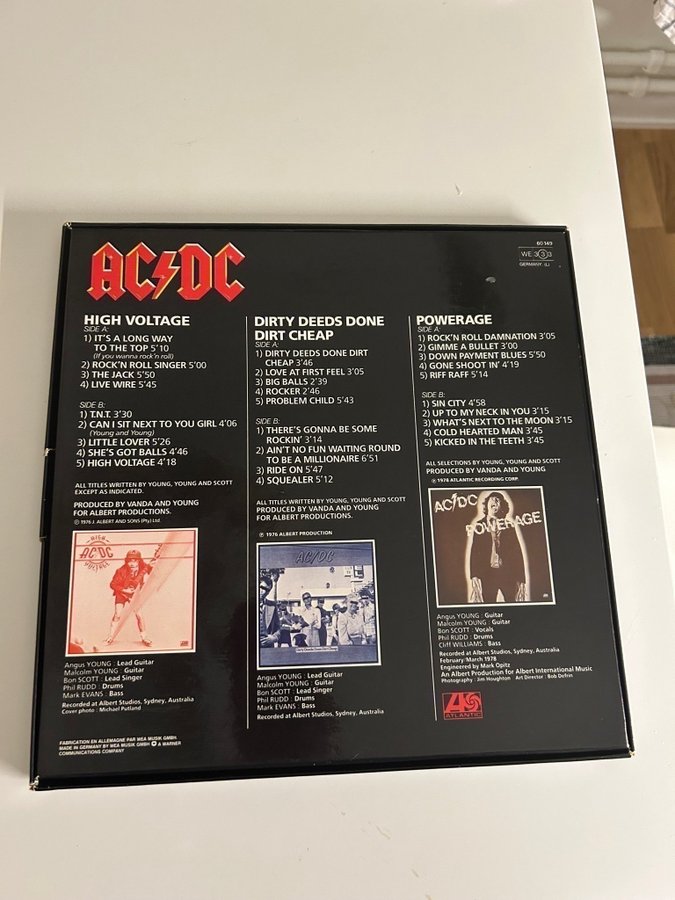 AC/DC
60 149
WE 333
GERMANY: (L)
HIGH VOLTAGE
SIDE A:
1) IT'S A LONG WAY
TO THE TOP 5'10
(If you wanna rock'n roll)
2) ROCK'N ROLL SINGER 5'00
3) THE JACK 5'50
4) LIVE WIRE 5'45
SIDE B:
1) T.N.T. 3'30
2) CAN I SIT NEXT TO YOU GIRL 4'06
(Young and Young)
3) LITTLE LOVER 5'26
4) SHE'S GOT BALLS 4'46
5) HIGH VOLTAGE 4'18
ALL TITLES WRITTEN BY YOUNG, YOUNG AND SCOTT
EXCEPT AS INDICATED.
PRODUCED BY VANDA AND YOUNG
FOR ALBERT PRODUCTIONS.
℗ 1976 J. ALBERT AND SONS (Pty) Ltd.
HIGH
AC/DC
VOLTAGE
Angus YOUNG : Lead Guitar
Malcolm YOUNG : Guitar
Bon SCOTT : Lead Singer
Phil RUDD : Drums
Mark EVANS : Bass
Recorded at Albert Studios, Sydney, Australia
Cover photo : Michael Putland
FABRICATION EN ALLEMAGNE PAR WEA MUSIK GMBH.
MADE IN GERMANY BY WEA MUSIK GMBH A WARNER
COMMUNICATIONS COMPANY
DIRTY DEEDS DONE
DIRT CHEAP
SIDE A:
1) DIRTY DEEDS DONE DIRT
CHEAP 3'46
2) LOVE AT FIRST FEEL 3'05
3) BIG BALLS 2'39
4) ROCKER 2'46
5) PROBLEM CHILD 5'43
SIDE B:
1) THERE'S GONNA BE SOME
ROCKIN' 3'14
2) AIN'T NO FUN WAITING ROUND
TO BE A MILLIONAIRE 6'51
3) RIDE ON 5'47
4) SQUEALER 5'12
ALL TITLES WRITTEN BY YOUNG, YOUNG AND SCOTT
PRODUCED BY VANDA AND YOUNG
FOR ALBERT PRODUCTIONS.
℗ 1976 ALBERT PRODUCTION
AC/DC
Angus YOUNG : Lead Guitar
Malcolm YOUNG : Guitar
Bon SCOTT : Lead Singer
Phil RUDD : Drums
Mark EVANS : Bass
Recorded at Albert Studios, Sydney, Australia
POWERAGE
SIDE A:
1) ROCK'N ROLL DAMNATION 3'05
2) GIMME A BULLET 3'00
3) DOWN PAYMENT BLUES 5'50
4) GONE SHOOT IN' 4'19
5) RIFF RAFF 5'14
SIDE B:
1) SIN CITY 4'58
2) UP TO MY NECK IN YOU 3'15
3) WHAT'S NEXT TO THE MOON 3'15
4) COLD HEARTED MAN 3'45
5) KICKED IN THE TEETH 3'45
ALL SELECTIONS BY YOUNG, YOUNG AND SCOTT
PRODUCED BY VANDA AND YOUNG
℗ 1978 ATLANTIC RECORDING CORP.
AC/DC
POWERAGE
Angus YOUNG : Guitar
Malcolm YOUNG : Guitar
Bon SCOTT : Vocals
Phil RUDD : Drums
Cliff WILLIAMS : Bass
Recorded at Albert Studios, Sydney, Australia
February/March 1978
Engineered by Mark Opitz
An Albert Production for Albert International Music
Photography : Jim Houghton Art Director : Bob Defrin
ATLANTIC